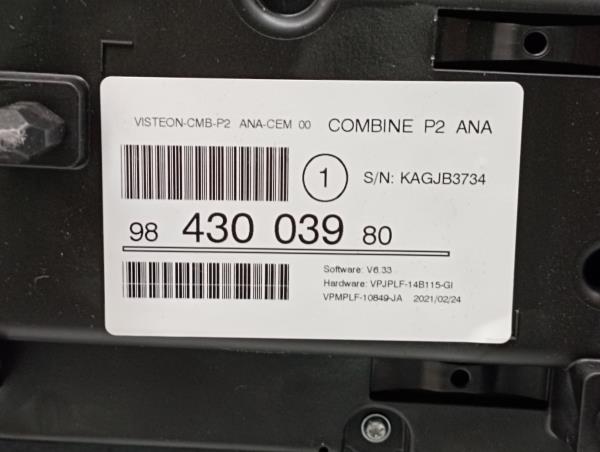 VISTEON-CMB-P2 ANA-CEM 00 COMBINE P2 ANA
1 S/N: KAGJB3734
98 430 039 80
Software: V6.33
Hardware: VPJPLF-14B115-GI
VPMPLF-10849-JA 2021/02/24